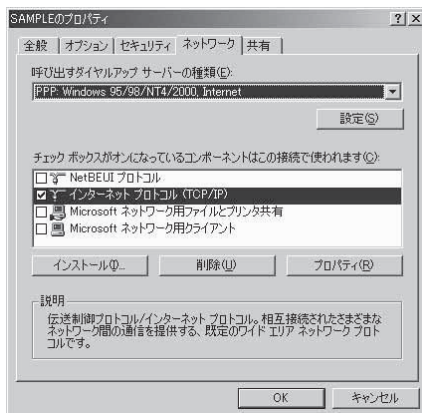 SAMPLEのプロパティ
全般 オプション セキュリティ ネットワーク 共有
呼び出すダイヤルアップ サーバーの種類(E):
PPP: Windows 95/98/NT4/2000, Internet
設定(S)
チェック ボックスがオンになっているコンポーネントはこの接続で使われます(C):
NetBEUI プロトコル
インターネット プロトコル (TCP/IP)
Microsoft ネットワーク用ファイルとプリンタ共有
Microsoft ネットワーク用クライアント
インストール(I)... 削除(U) プロパティ(R)
説明
伝送制御プロトコル/インターネット プロトコル。相互接続されたさまざまな
ネットワーク間の通信を提供する、既定のワイド エリア ネットワーク プロト
コルです。
OK キャンセル